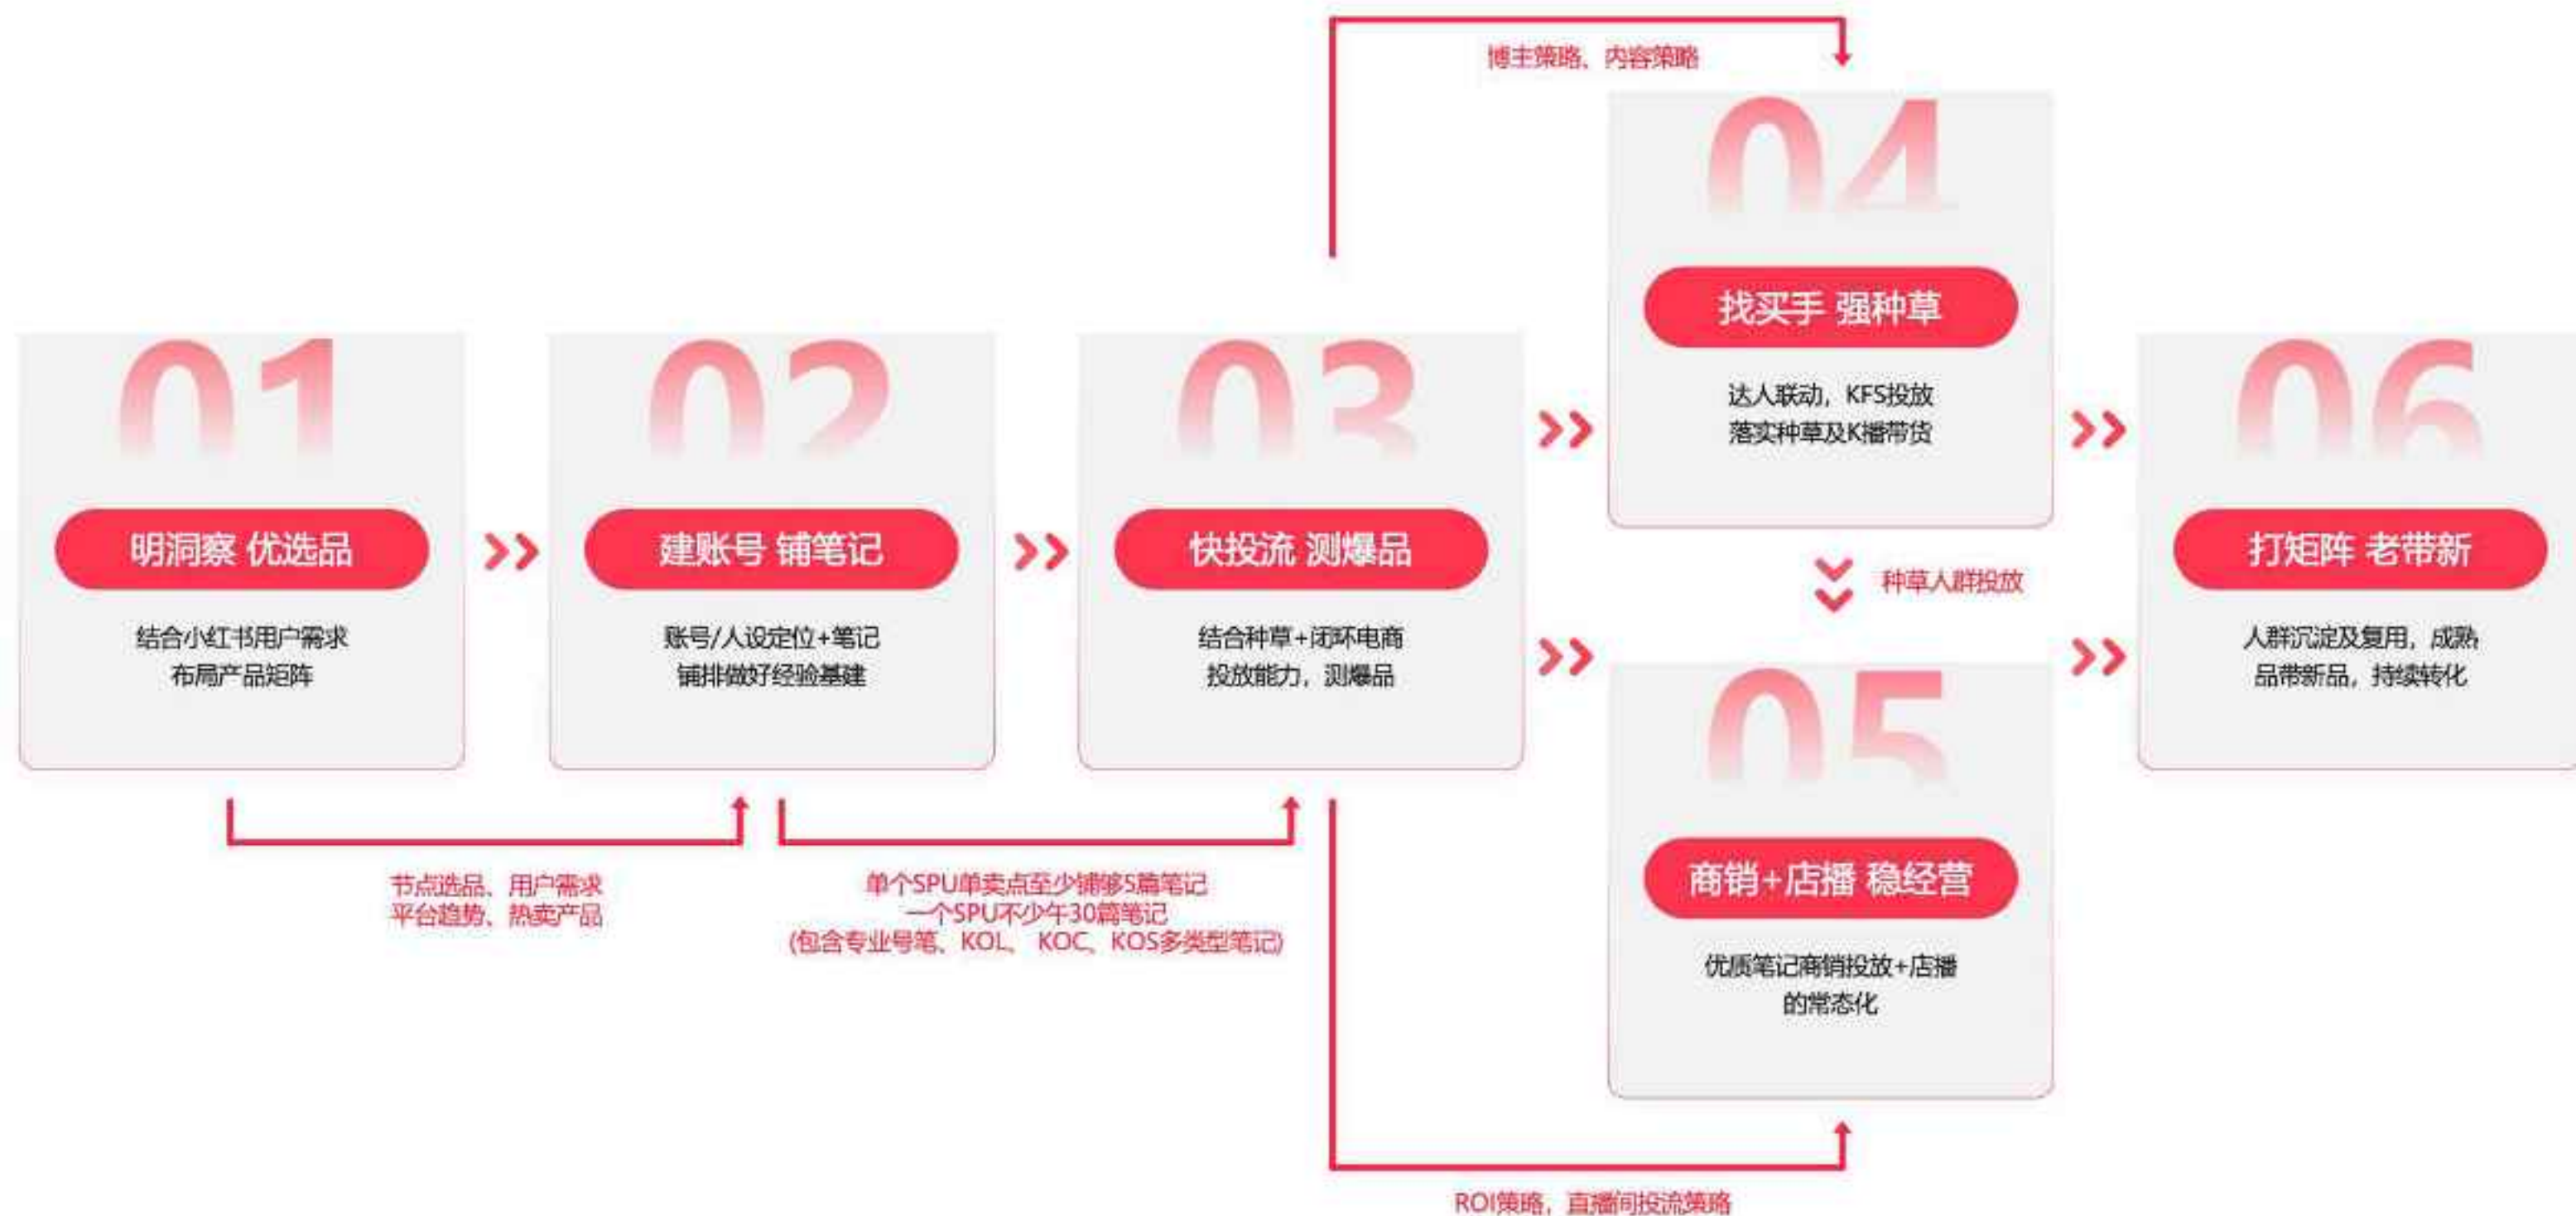 博主策略、内容策略
01
明洞察 优选品
结合小红书用户需求
布局产品矩阵
节点选品、用户需求
平台趋势、热卖产品
02
建账号 铺笔记
账号/人设定位+笔记
铺排做好经验基建
单个SPU单卖点至少铺够5篇笔记
一个SPU不少午30篇笔记
(包含专业号笔、KOL、 KOC、KOS多类型笔记)
03
快投流 测爆品
结合种草+闭环电商
投放能力，测爆品
04
找买手 强种草
达人联动，KFS投放
落实种草及K播带货
种草人群投放
05
商销+店播 稳经营
优质笔记商销投放+店播
的常态化
ROI策略，直播间投流策略
06
打矩阵 老带新
人群沉淀及复用，成熟
品带新品，持续转化